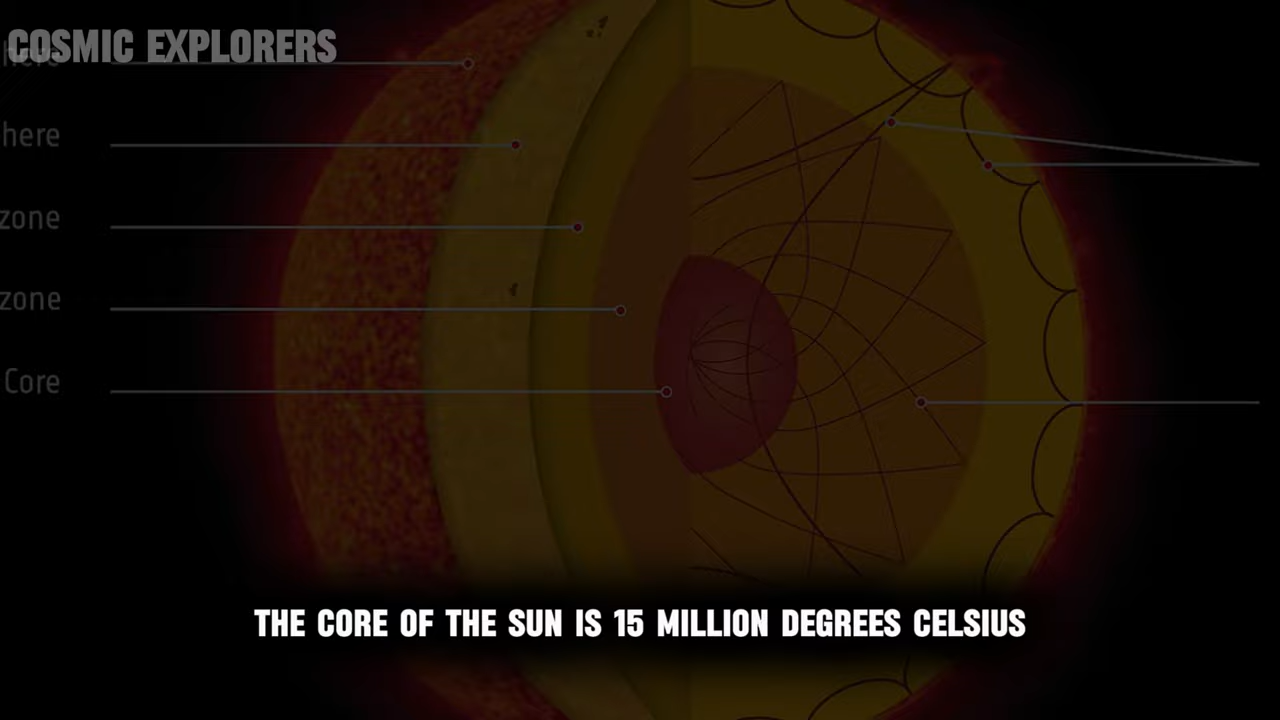 COSMIC EXPLORERS
here
zone
zone
Core
THE CORE OF THE SUN IS 15 MILLION DEGREES CELSIUS